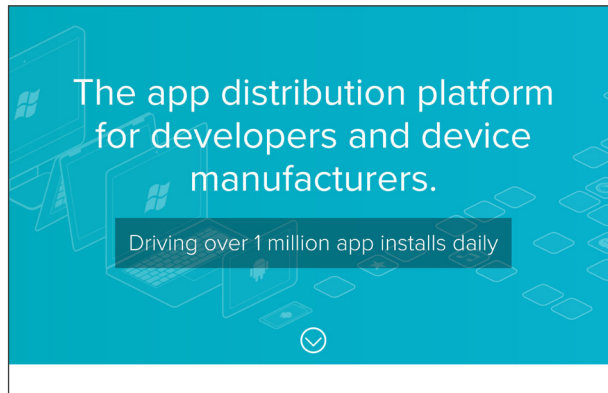 The app distribution platform
for developers and device
manufacturers.
Driving over 1 million app installs daily